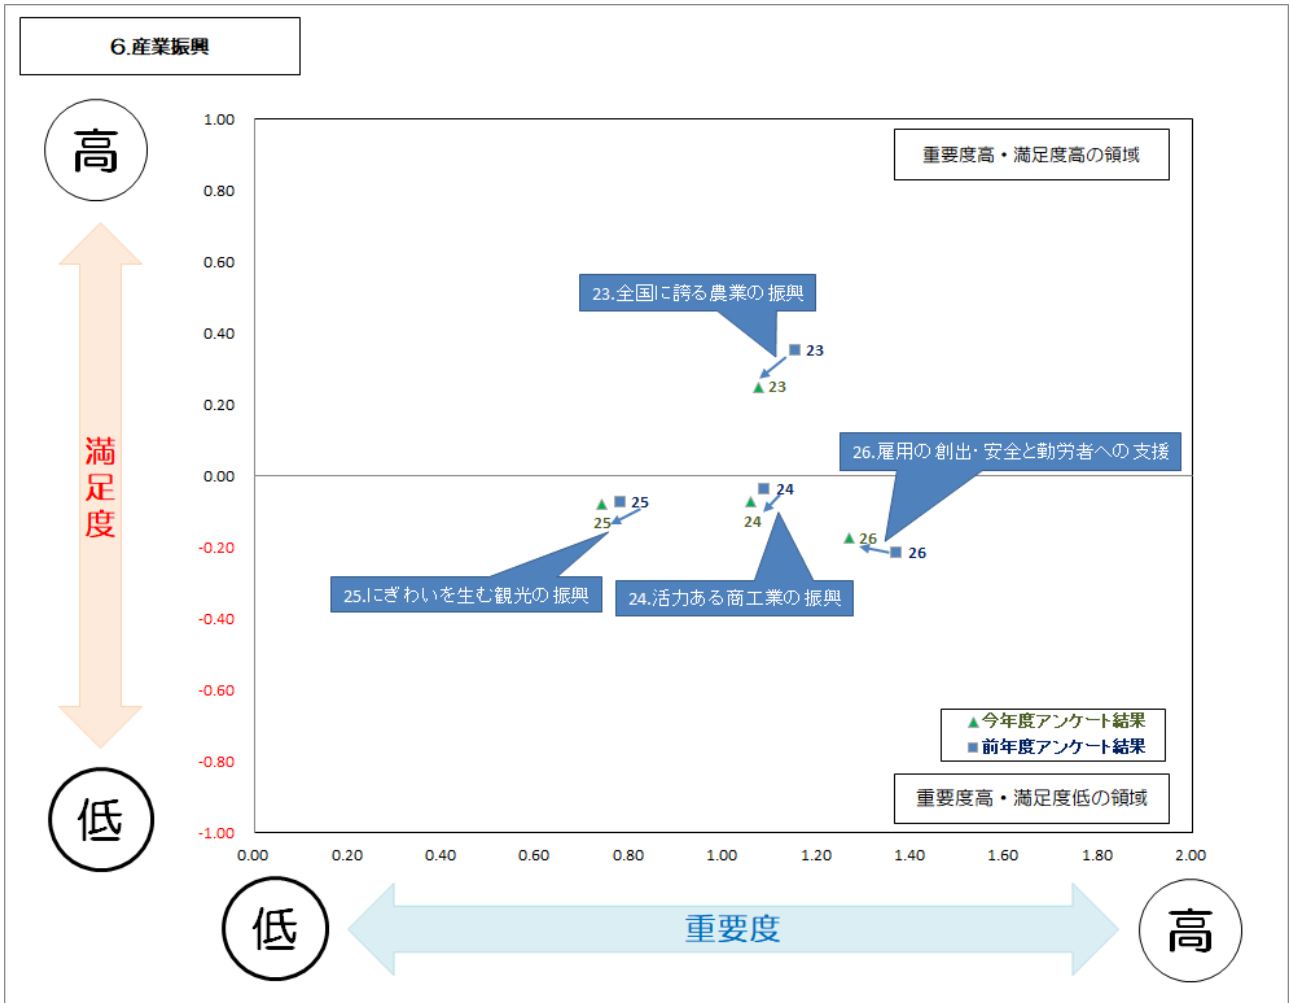 6.産業振興
高
1.00
重要度高・満足度高の領域
0.80
0.60
23.全国に誇る農業の振興
0.40
23
23
0.20
26.雇用の創出・安全と勤労者への支援
満足度
0.00
24
25
24
25
26
26
-0.20
25.にぎわいを生む観光の振興
24.活力ある商工業の振興
-0.40
-0.60
今年度アンケート結果
前年度アンケート結果
-0.80
重要度高・満足度低の領域
低
-1.00
0.00 0.20 0.40 0.60 0.80 1.00 1.20 1.40 1.60 1.80 2.00
低 重要度 高